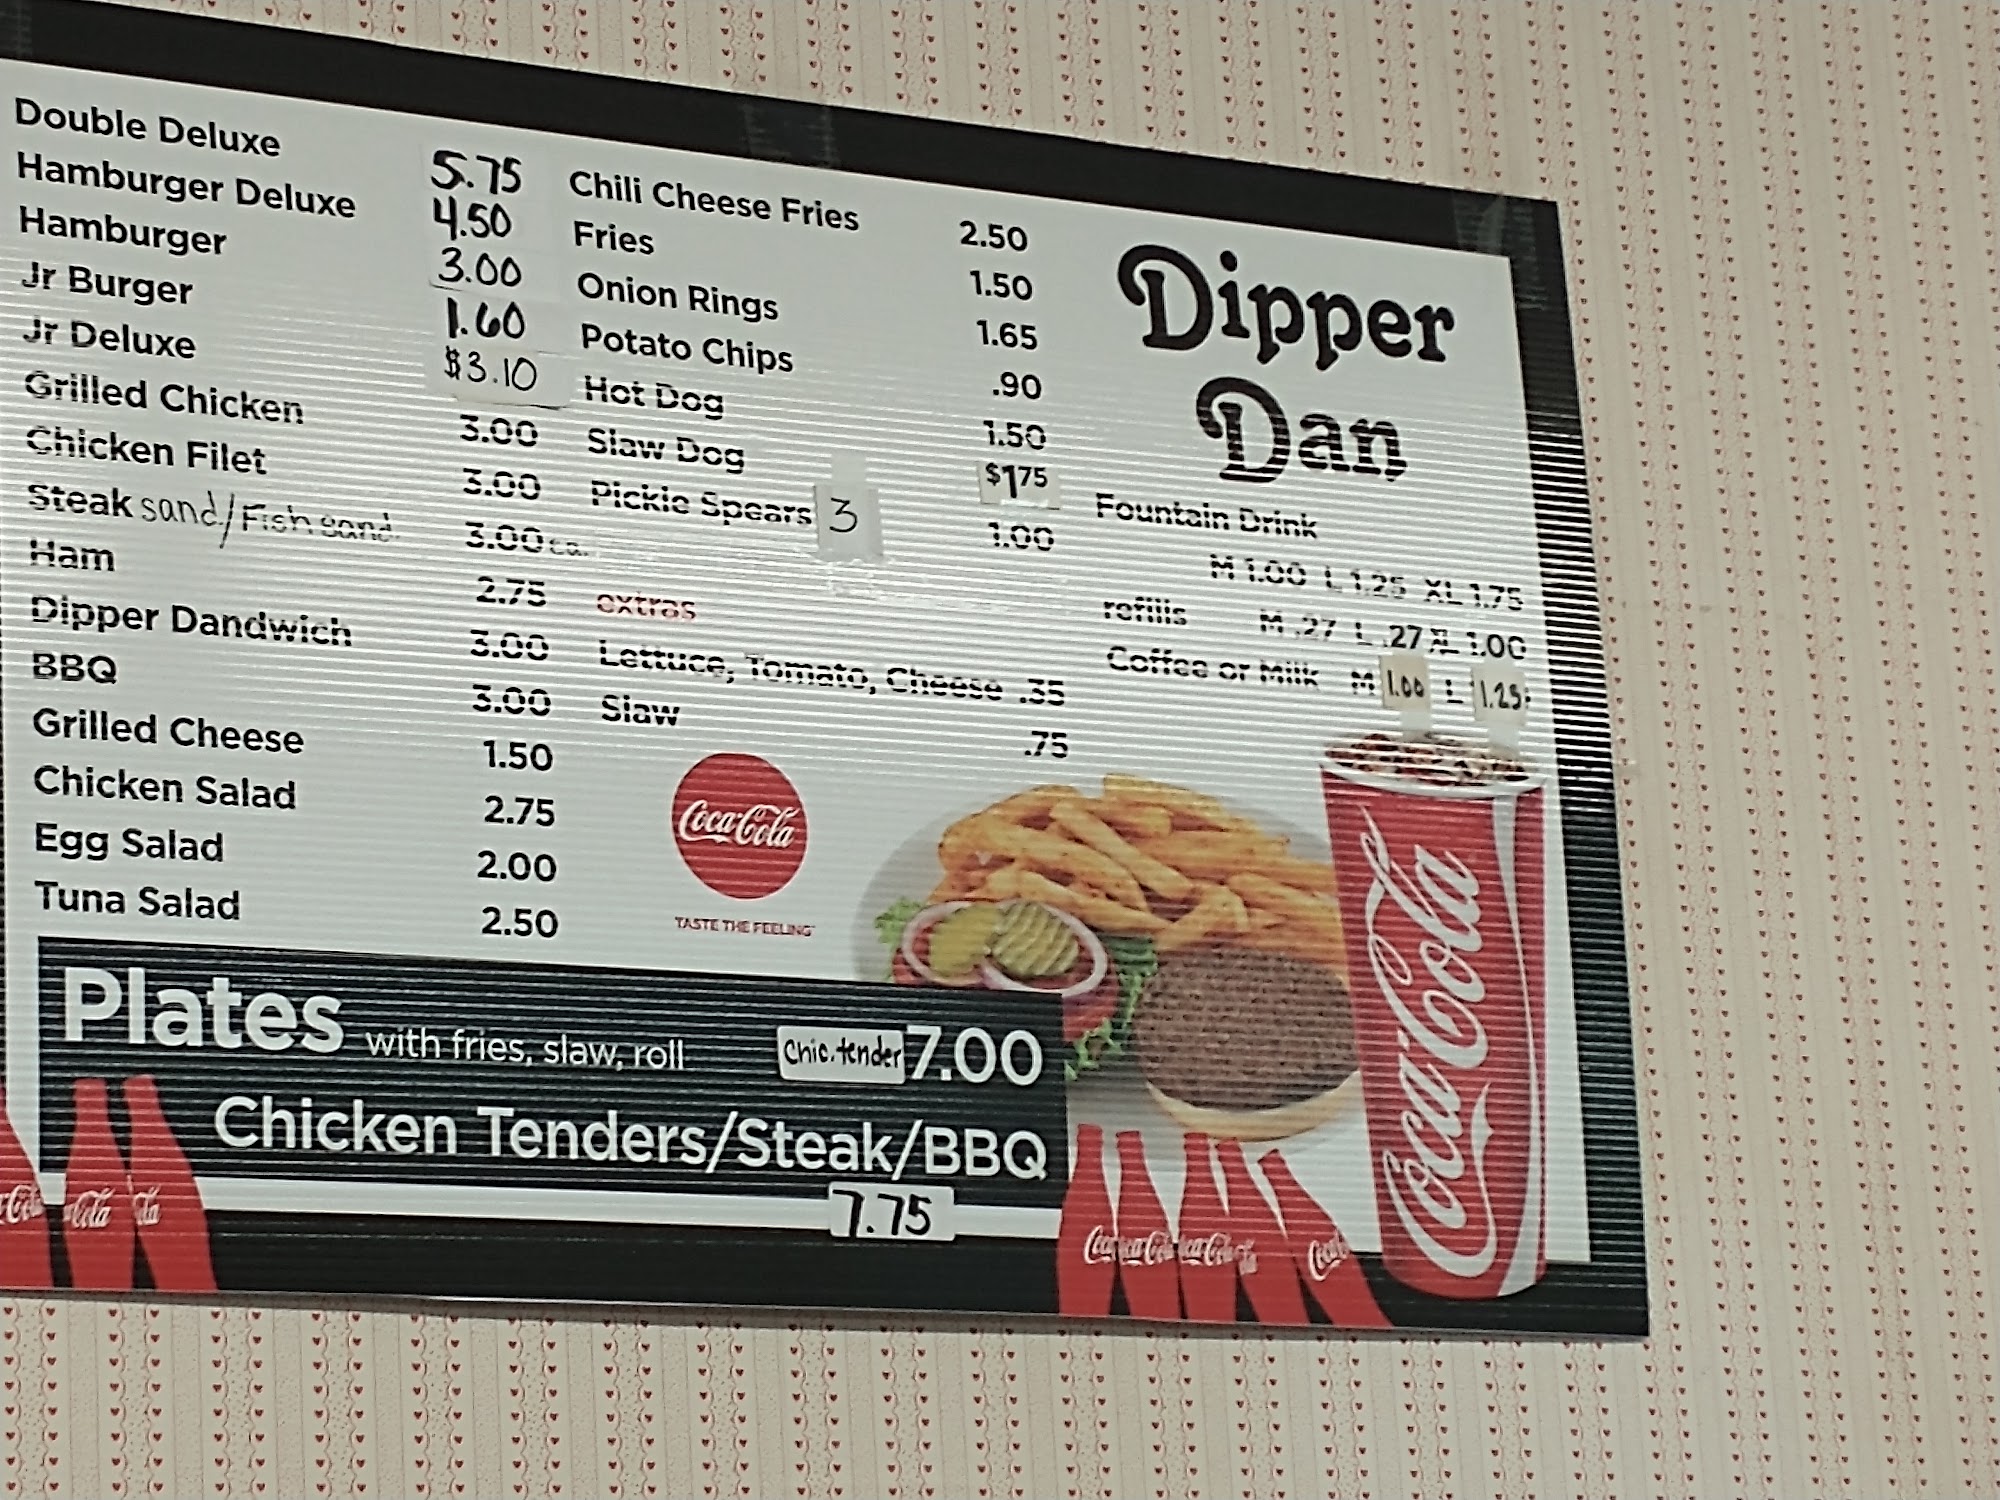 Double Deluxe 5.75
Hamburger Deluxe 4.50
Hamburger 3.00
Jr Burger 1.60
Jr Deluxe $3.10
Grilled Chicken 3.00
Chicken Filet 3.00
Steak sand./Fish sand. 3.00 ea.
Ham 2.75
Dipper Dandwich 3.00
BBQ 3.00
Grilled Cheese 1.50
Chicken Salad 2.75
Egg Salad 2.00
Tuna Salad 2.50
Chili Cheese Fries 2.50
Fries 1.50
Onion Rings 1.65
Potato Chips .90
Hot Dog 1.50
Slaw Dog $1.75
Pickle Spears 3 1.00
extras
Lettuce, Tomato, Cheese .35
Slaw .75
Coca-Cola
TASTE THE FEELING
Dipper
Dan
Fountain Drink
M 1.00 L 1.25 XL 1.75
refills M .27 L .27 XL 1.00
Coffee or Milk M 1.00 L 1.25
Coca-Cola
Plates with fries, slaw, roll Chic. tender 7.00
Chicken Tenders/Steak/BBQ
7.75